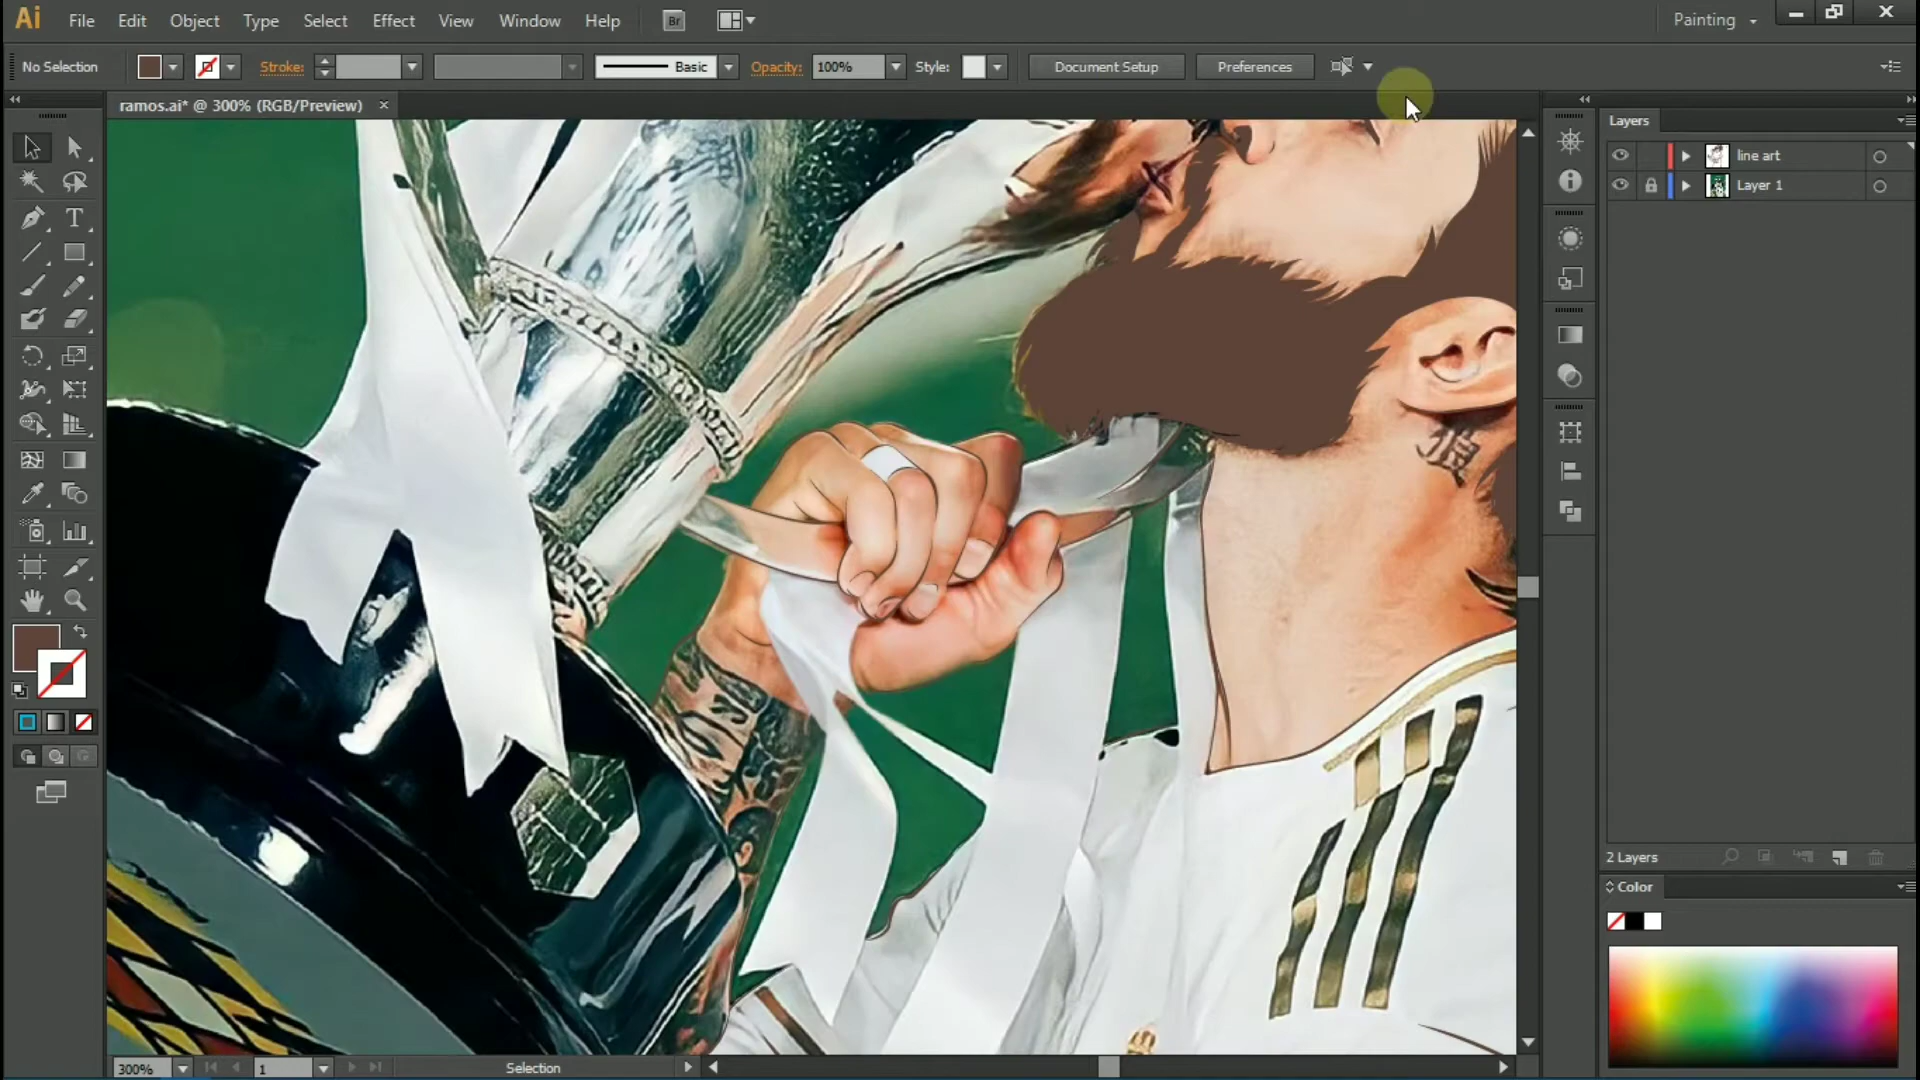 Ai File Edit Object Type Select Effect View Window Help Br Painting
No Selection Stroke: Basic Opacity: 100% Style: Document Setup Preferences
ramos.ai* @ 300% (RGB/Preview)
Layers
line art
Layer 1
狼
2 Layers
Color
300% 1 Selection